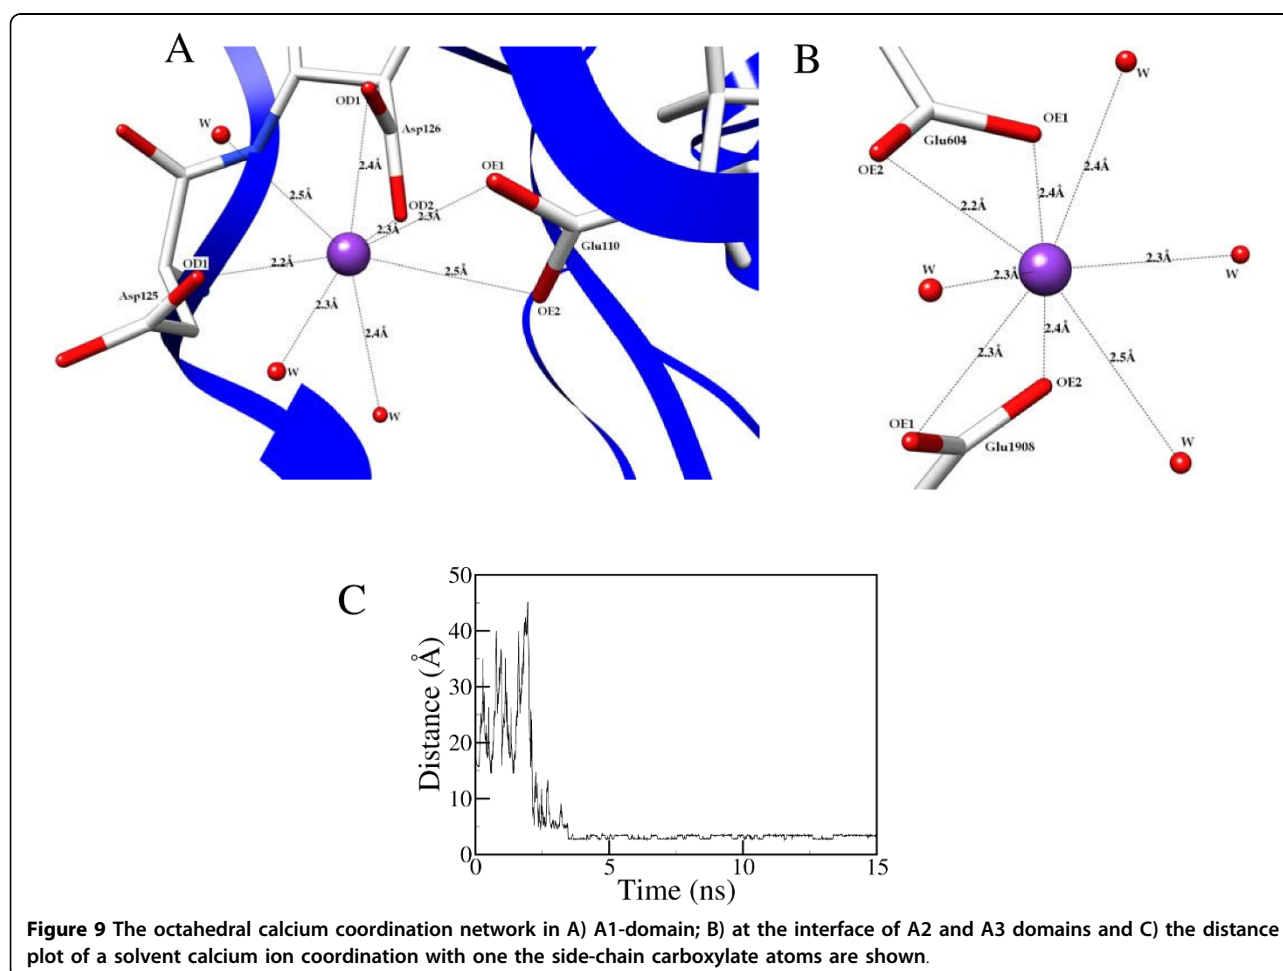 A
OD1
W
Asp126
2.4Å
OE1
2.5Å
OD2
2.3Å
2.3Å
Glu110
OD1
2.2Å
2.5Å
Asp125
2.3Å
OE2
2.4Å
W
W
B
W
OE1
Glu604
OE2
2.4Å
2.4Å
2.2Å
2.3Å
W
W
2.3Å
2.4Å
2.3Å
2.5Å
OE2
OE1
Glu1908
W
C
50
40
30
20
10
0
Distance (Å)
0
5
10
15
Time (ns)
Figure 9 The octahedral calcium coordination network in A) A1-domain; B) at the interface of A2 and A3 domains and C) the distance
plot of a solvent calcium ion coordination with one the side-chain carboxylate atoms are shown.